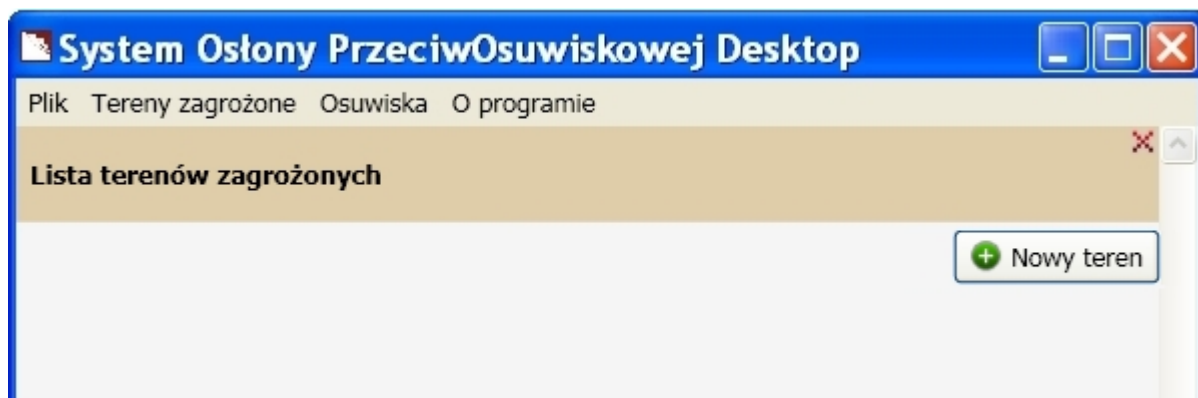 System Osłony PrzeciwOsuwiskowej Desktop
Plik Tereny zagrożone Osuwiska O programie
Lista terenów zagrożonych
Nowy teren